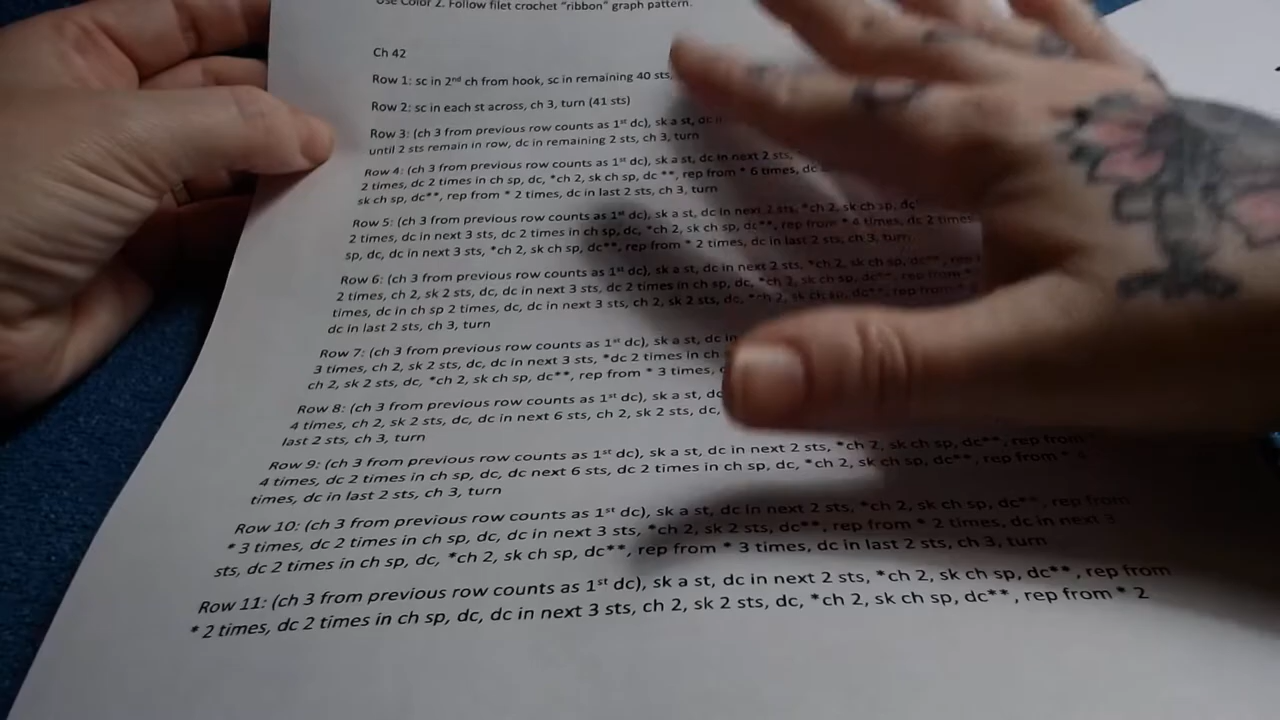 Use Color 2. Follow filet crochet "ribbon" graph pattern.
Ch 42
Row 1: sc in 2nd ch from hook, sc in remaining 40 sts,
Row 2: sc in each st across, ch 3, turn (41 sts)
Row 3: (ch 3 from previous row counts as 1st dc), sk a st, dc
until 2 sts remain in row, dc in remaining 2 sts, ch 3, turn
Row 4: (ch 3 from previous row counts as 1st dc), sk a st, dc in next 2 sts,
2 times, dc 2 times in ch sp, dc, *ch 2, sk ch sp, dc **, rep from * 6 times, dc
sk ch sp, dc**, rep from * 2 times, dc in last 2 sts, ch 3, turn
Row 5: (ch 3 from previous row counts as 1st dc), sk a st, dc in next 2 sts, *ch 2, sk ch sp, dc
2 times, dc in next 3 sts, dc 2 times in ch sp, dc, *ch 2, sk ch sp, dc**, rep from * 4 times, dc 2 times
sp, dc, dc in next 3 sts, *ch 2, sk ch sp, dc**, rep from * 2 times, dc in last 2 sts, ch 3, turn
Row 6: (ch 3 from previous row counts as 1st dc), sk a st, dc in next 2 sts, *ch 2, sk ch sp, dc**, rep
2 times, ch 2, sk 2 sts, dc, dc in next 3 sts, dc 2 times in ch sp, dc, *ch 2, sk ch sp, dc**, rep from *
times, dc in ch sp 2 times, dc, dc in next 3 sts, ch 2, sk 2 sts, dc, *ch 2, sk ch sp, dc**, rep from *
dc in last 2 sts, ch 3, turn
Row 7: (ch 3 from previous row counts as 1st dc), sk a st, dc in
3 times, ch 2, sk 2 sts, dc, dc in next 3 sts, *dc 2 times in ch
ch 2, sk 2 sts, dc, *ch 2, sk ch sp, dc**, rep from * 3 times,
Row 8: (ch 3 from previous row counts as 1st dc), sk a st, dc
4 times, ch 2, sk 2 sts, dc, dc in next 6 sts, ch 2, sk 2 sts, dc,
last 2 sts, ch 3, turn
Row 9: (ch 3 from previous row counts as 1st dc), sk a st, dc in next 2 sts, *ch 2, sk ch sp, dc**, rep from
4 times, dc 2 times in ch sp, dc, dc next 6 sts, dc 2 times in ch sp, dc, *ch 2, sk ch sp, dc**, rep from *
times, dc in last 2 sts, ch 3, turn
Row 10: (ch 3 from previous row counts as 1st dc), sk a st, dc in next 2 sts, *ch 2, sk ch sp, dc**, rep from
* 3 times, dc 2 times in ch sp, dc, dc in next 3 sts, *ch 2, sk 2 sts, dc**, rep from * 2 times, dc in next 3
sts, dc 2 times in ch sp, dc, *ch 2, sk ch sp, dc**, rep from * 3 times, dc in last 2 sts, ch 3, turn
Row 11: (ch 3 from previous row counts as 1st dc), sk a st, dc in next 2 sts, *ch 2, sk ch sp, dc**, rep from
* 2 times, dc 2 times in ch sp, dc, dc in next 3 sts, ch 2, sk 2 sts, dc, *ch 2, sk ch sp, dc**, rep from * 2